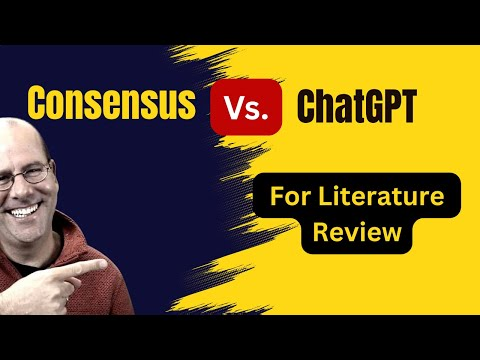 Consensus Vs. ChatGPT
For Literature
Review